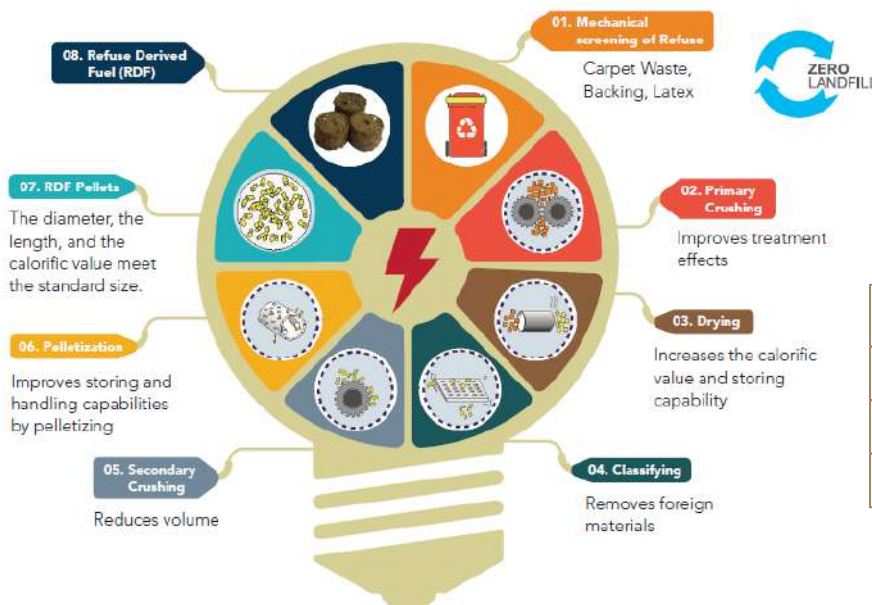 01. Mechanical
screening of Refuse
Carpet Waste,
Backing, Latex
ZERO
LANDFILL
02. Primary
Crushing
Improves treatment
effects
03. Drying
Increases the calorific
value and storing
capability
04. Classifying
Removes foreign
materials
05. Secondary
Crushing
Reduces volume
06. Pelletization
Improves storing and
handling capabilities
by pelletizing
07. RDF Pellets
The diameter, the
length, and the
calorific value meet
the standard size.
08. Refuse Derived
Fuel (RDF)